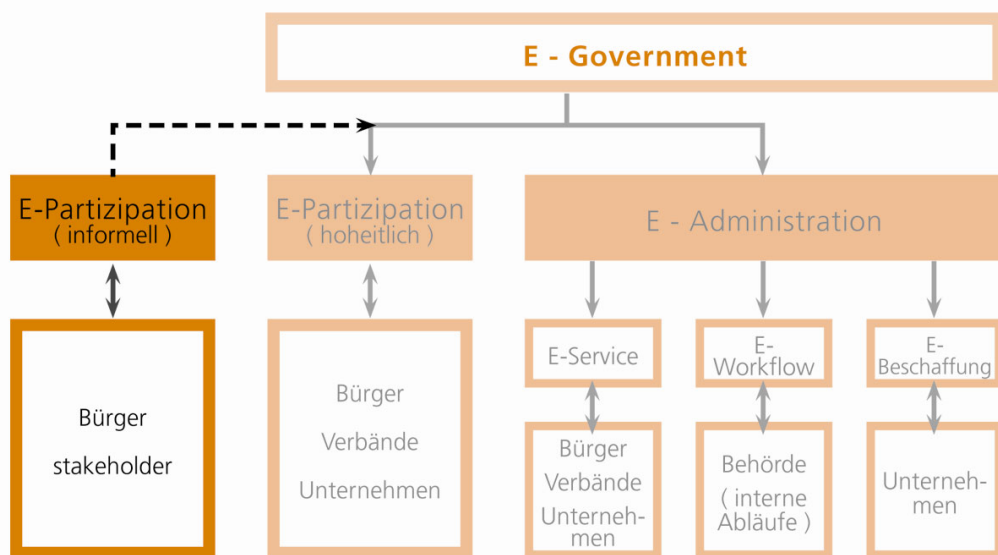 E - Government
E-Partizipation
( informell )
E-Partizipation
( hoheitlich )
E - Administration
Bürger
stakeholder
Bürger
Verbände
Unternehmen
E-Service
E-
Workflow
E-
Beschaffung
Bürger
Verbände
Unterneh-
men
Behörde
( interne
Abläufe )
Unterneh-
men